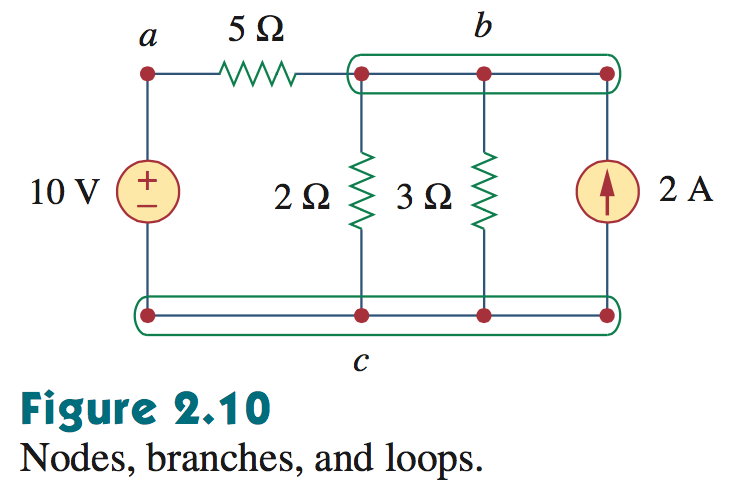 a
5 Ω
b
10 V
+
−
2 Ω
3 Ω
2 A
c
Figure 2.10
Nodes, branches, and loops.